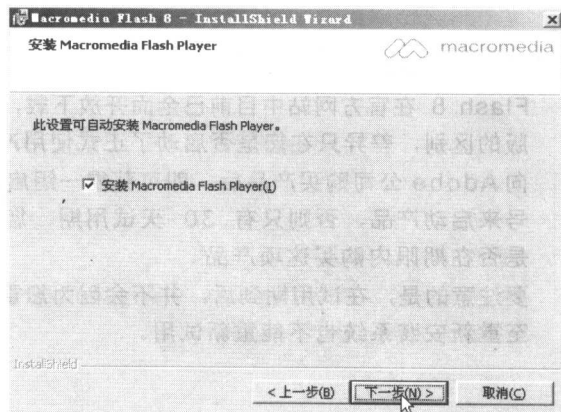 Macromedia Flash 8 - InstallShield Wizard
安装 Macromedia Flash Player
macromedia
此设置可自动安装 Macromedia Flash Player。
安装 Macromedia Flash Player(I)
InstallShield
< 上一步(B) 下一步(N) > 取消(C)